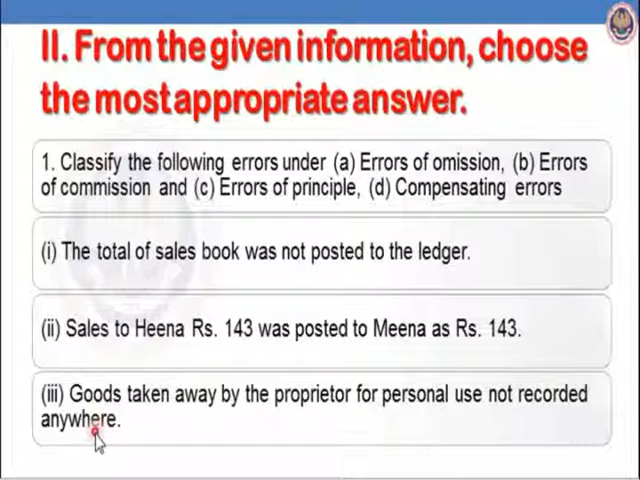 II. From the given information, choose
the most appropriate answer.
1. Classify the following errors under (a) Errors of omission, (b) Errors
of commission and (c) Errors of principle, (d) Compensating errors
(i) The total of sales book was not posted to the ledger.
(ii) Sales to Heena Rs. 143 was posted to Meena as Rs. 143.
(iii) Goods taken away by the proprietor for personal use not recorded
anywhere.